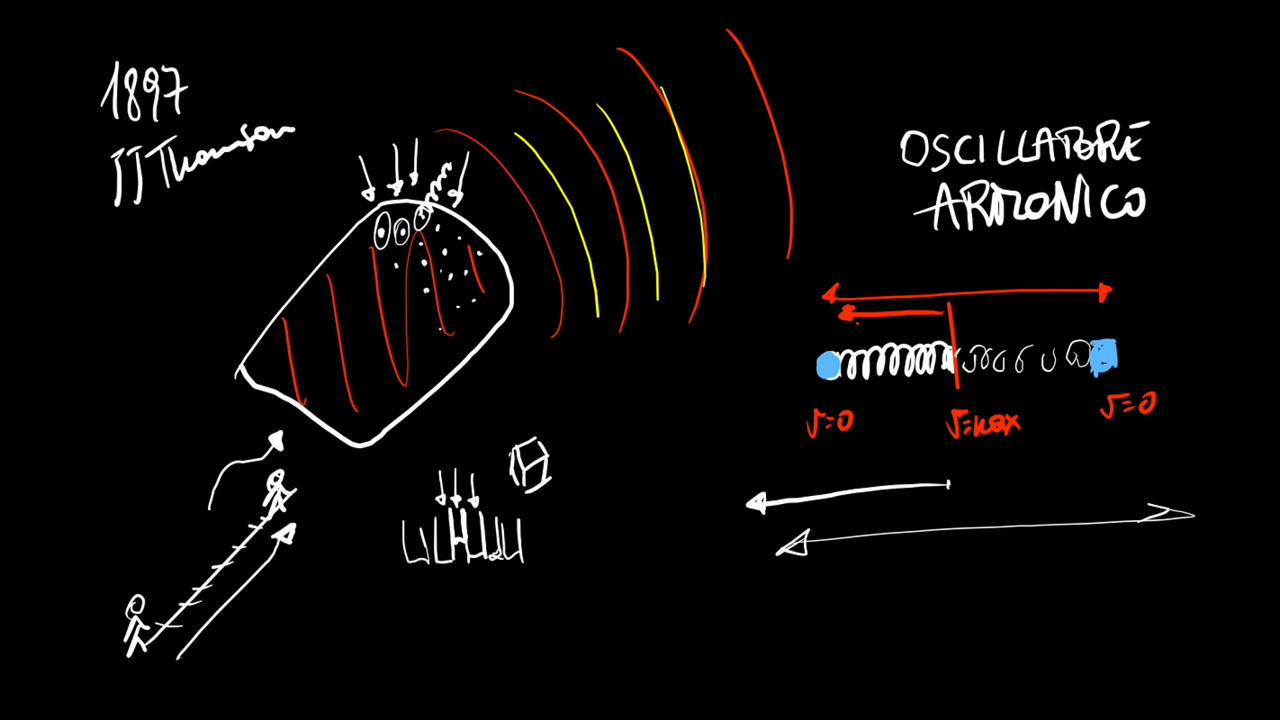 1897
JJ Thomson
OSCILLATORE
ARMONICO
v=0
v=max
v=0